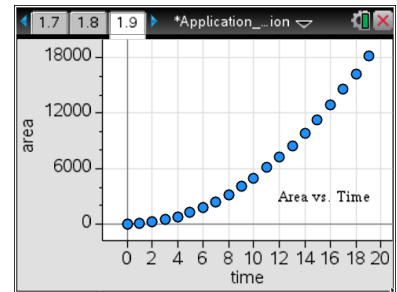 1.7 1.8 1.9 *Application_...ion
18000
12000
6000
0
area
Area vs. Time
0 2 4 6 8 10 12 14 16 18 20
time